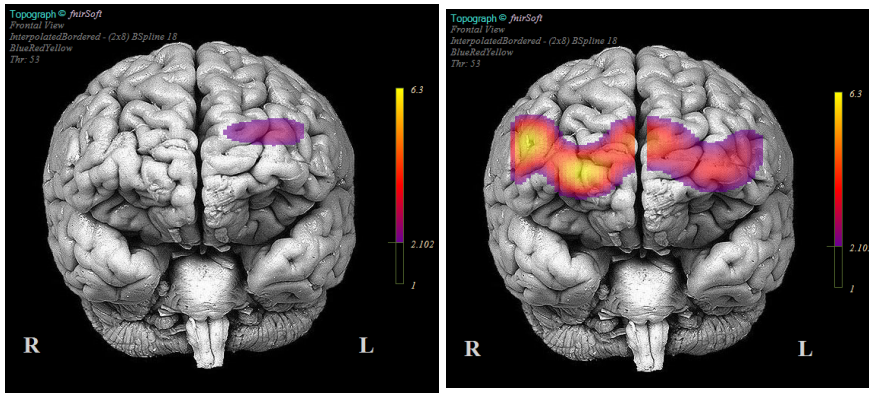 Topograph © fnirSoft
Frontal View
InterpolatedBordered - (2x8) BSpline 18
BlueRedYellow
Thr: 53
6.3
2.102
1
R
L
Topograph © fnirSoft
Frontal View
InterpolatedBordered - (2x8) BSpline 18
BlueRedYellow
Thr: 53
6.3
2.10
1
R
L